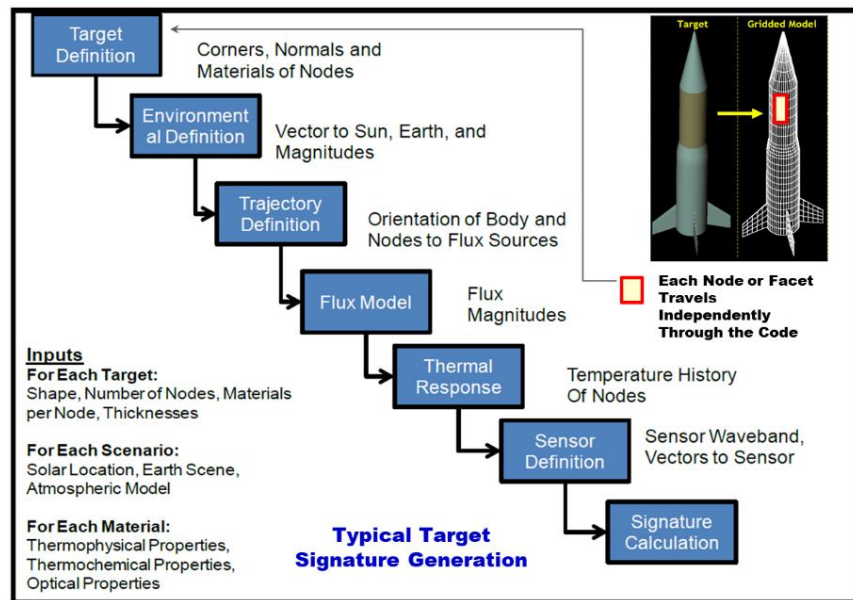 Target
Definition
Corners, Normals and
Materials of Nodes
Environment
al Definition
Vector to Sun, Earth, and
Magnitudes
Trajectory
Definition
Orientation of Body and
Nodes to Flux Sources
Flux Model
Flux
Magnitudes
Thermal
Response
Temperature History
Of Nodes
Sensor
Definition
Sensor Waveband,
Vectors to Sensor
Signature
Calculation
Target
Gridded Model
Each Node or Facet
Travels
Independently
Through the Code
Inputs
For Each Target:
Shape, Number of Nodes, Materials
per Node, Thicknesses
For Each Scenario:
Solar Location, Earth Scene,
Atmospheric Model
For Each Material:
Thermophysical Properties,
Thermochemical Properties,
Optical Properties
Typical Target
Signature Generation